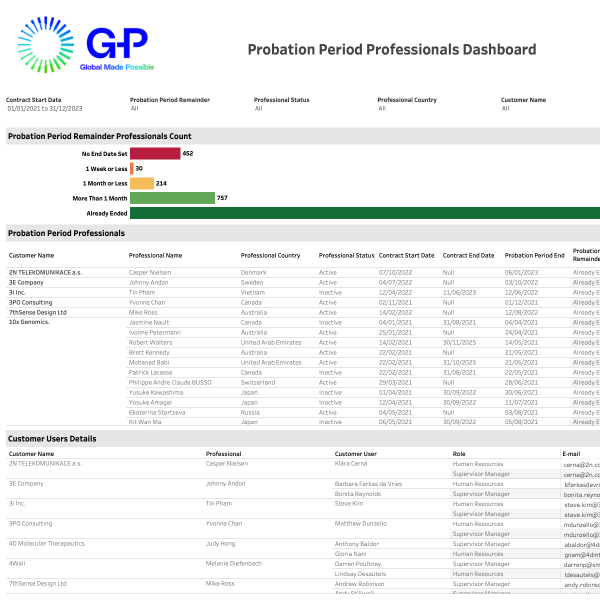 G-P
Global Made Possible
Probation Period Professionals Dashboard
Contract Start Date Probation Period Remainder Professional Status Professional Country Customer Name
01/01/2021 to 31/12/2023 All All All All
Probation Period Remainder Professionals Count
No End Date Set 452
1 Week or Less 30
1 Month or Less 214
More Than 1 Month 757
Already Ended
Probation Period Professionals
Customer Name Professional Name Professional Country Professional Status Contract Start Date Contract End Date Probation Period End Probation Remainde
2N TELEKOMUNIKACE a.s. Casper Nielsen Denmark Active 07/10/2022 Null 06/01/2023 Already E
3E Company Johnny Andon Sweden Active 04/07/2022 Null 03/10/2022 Already E
3i Inc. Tin Pham Vietnam Inactive 12/04/2022 11/06/2023 12/06/2022 Already E
3PO Consulting Yvonne Chan Canada Active 02/11/2021 Null 01/12/2021 Already E
7thSense Design Ltd Mike Ross Australia Active 14/02/2022 Null 12/08/2022 Already E
10x Genomics. Jasmine Nault Canada Inactive 04/01/2021 31/08/2021 04/04/2021 Already E
Ivonne Petermann Australia Active 25/01/2021 Null 24/04/2021 Already E
Robert Walters United Arab Emirates Inactive 14/02/2021 30/11/2025 14/05/2021 Already E
Brett Kennedy Australia Active 22/02/2021 Null 21/05/2021 Already E
Mohanad Babi United Arab Emirates Active 22/02/2021 31/10/2025 21/05/2021 Already E
Patrick Lacasse Canada Inactive 22/02/2021 31/08/2021 22/05/2021 Already E
Philippe Andre Claude BUSSO Switzerland Active 29/03/2021 Null 28/06/2021 Already E
Yusuke Kawashima Japan Inactive 01/04/2021 30/09/2022 30/06/2021 Already E
Yosuke Amagai Japan Inactive 12/04/2021 30/09/2022 11/07/2021 Already E
Ekaterina Startseva Russia Active 04/05/2021 Null 03/08/2021 Already E
Kit Wan Ma Japan Inactive 06/05/2021 30/09/2022 05/08/2021 Already E
Customer Users Details
Customer Name Professional Customer User Role E-mail
2N TELEKOMUNIKACE a.s. Casper Nielsen Klára Cerná Human Resources cerna@2n.cc
Supervisor Manager cerna@2n.cc
3E Company Johnny Andon Barbara Farkas de Vries Human Resources bfarkasdevri
Bonita Reynolds Supervisor Manager bonita.reyno
3i Inc. Tin Pham Steve Kim Human Resources steve.kim@3
Supervisor Manager steve.kim@3
3PO Consulting Yvonne Chan Matthew Dunzello Human Resources mdunzello@
Supervisor Manager mdunzello@
4D Molecular Therapeutics Judy Hong Anthony Baldor Supervisor Manager abaldor@4dm
Gloria Nam Human Resources gnam@4dmt
4Wall Melanie Diefenbach Darren Poultney Supervisor Manager darrenp@sm
Lindsay Desautels Human Resources ldesautels@
7thSense Design Ltd Mike Ross Andrew Robinson Supervisor Manager andy.robinso